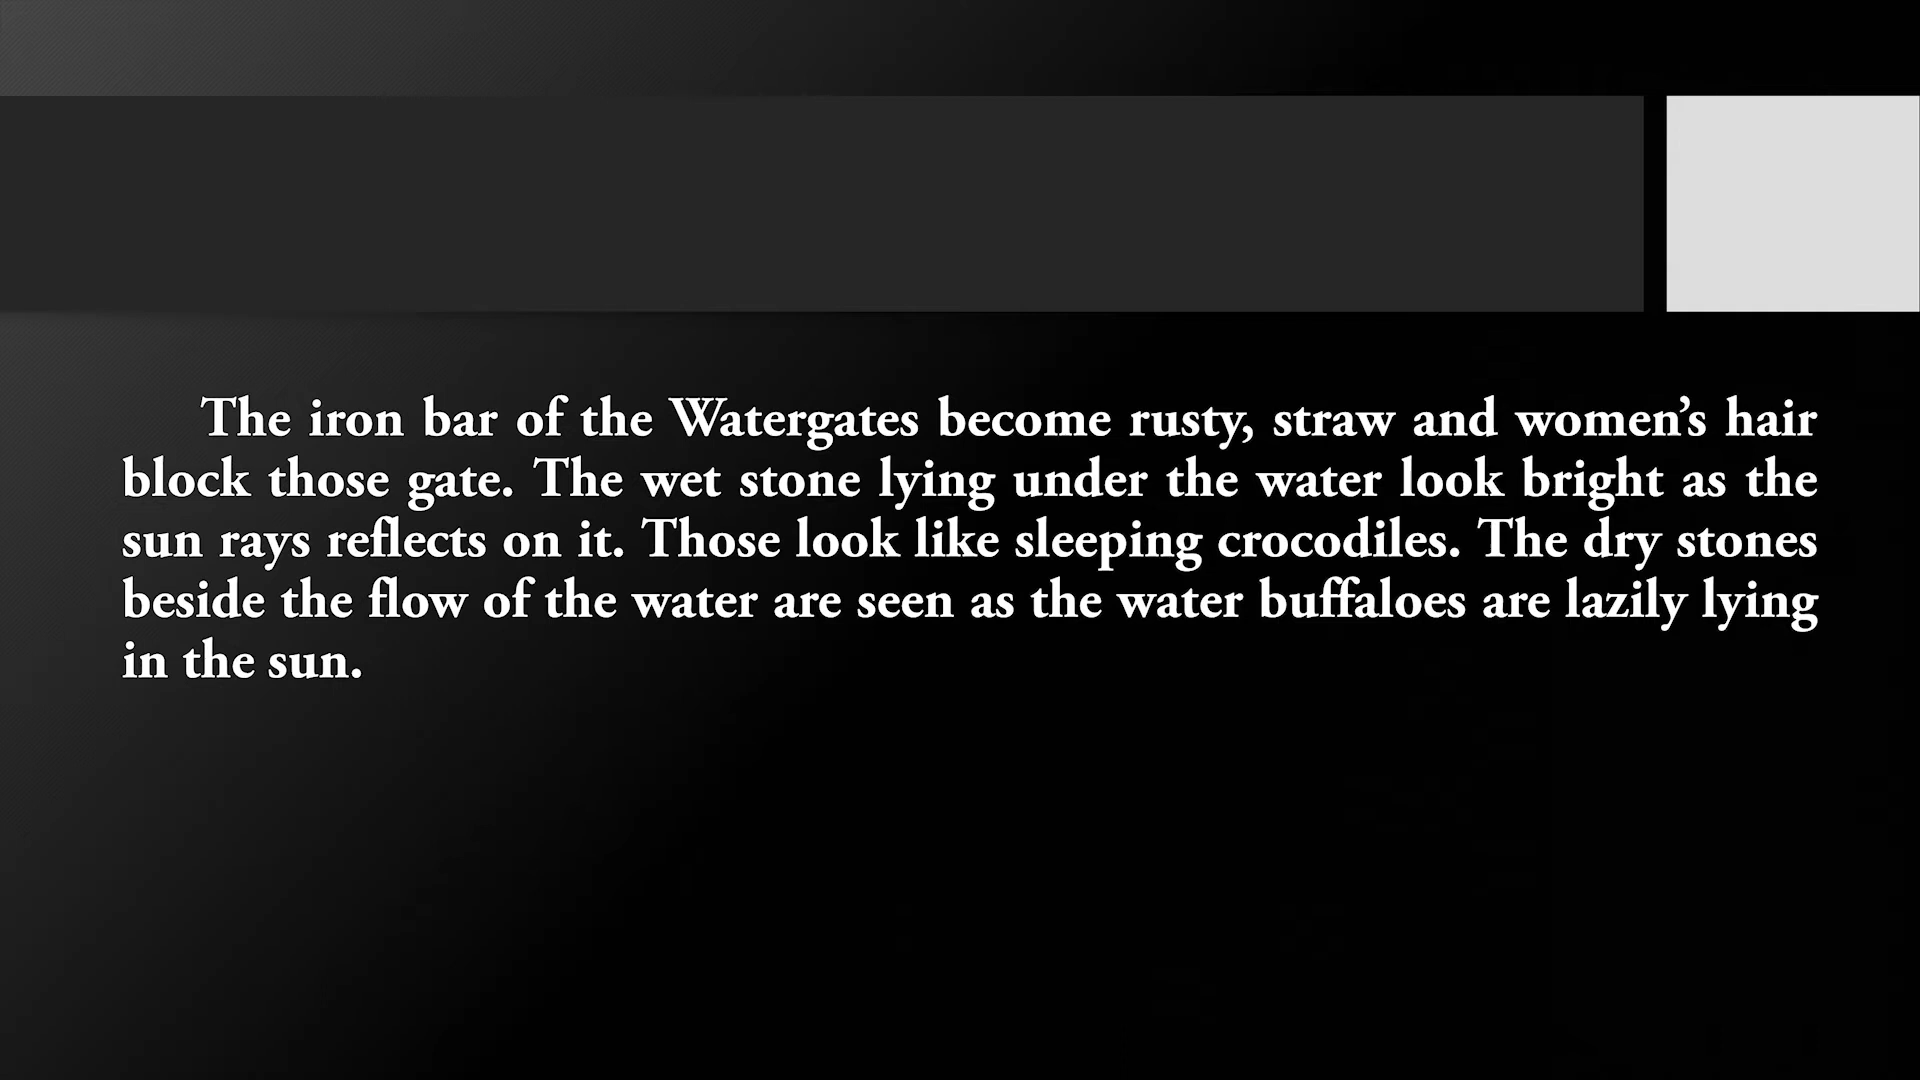 The iron bar of the Watergates become rusty, straw and women’s hair
block those gate. The wet stone lying under the water look bright as the
sun rays reflects on it. Those look like sleeping crocodiles. The dry stones
beside the flow of the water are seen as the water buffaloes are lazily lying
in the sun.